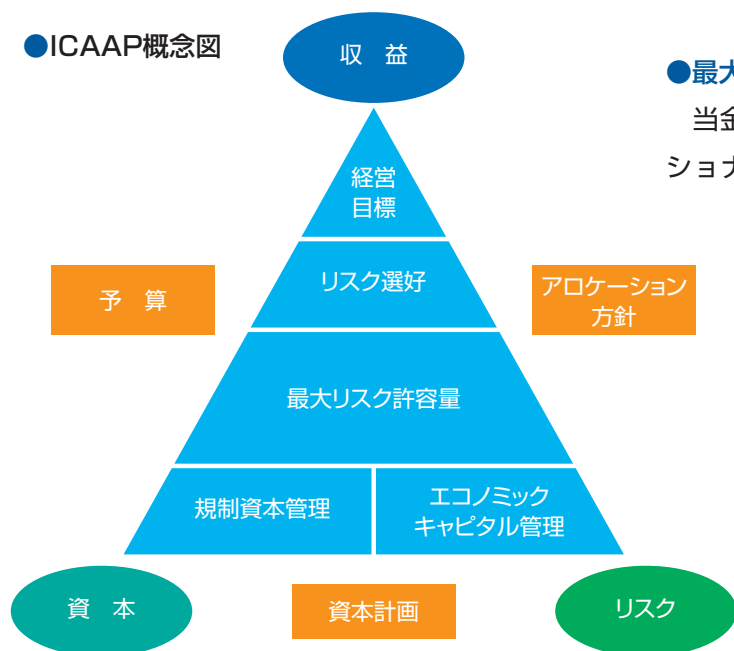 ●ICAAP概念図
収 益
●最大
当金
ショナ
経営
目標
リスク選好
予 算
アロケーション
方針
最大リスク許容量
規制資本管理
エコノミック
キャピタル管理
資 本
資本計画
リスク